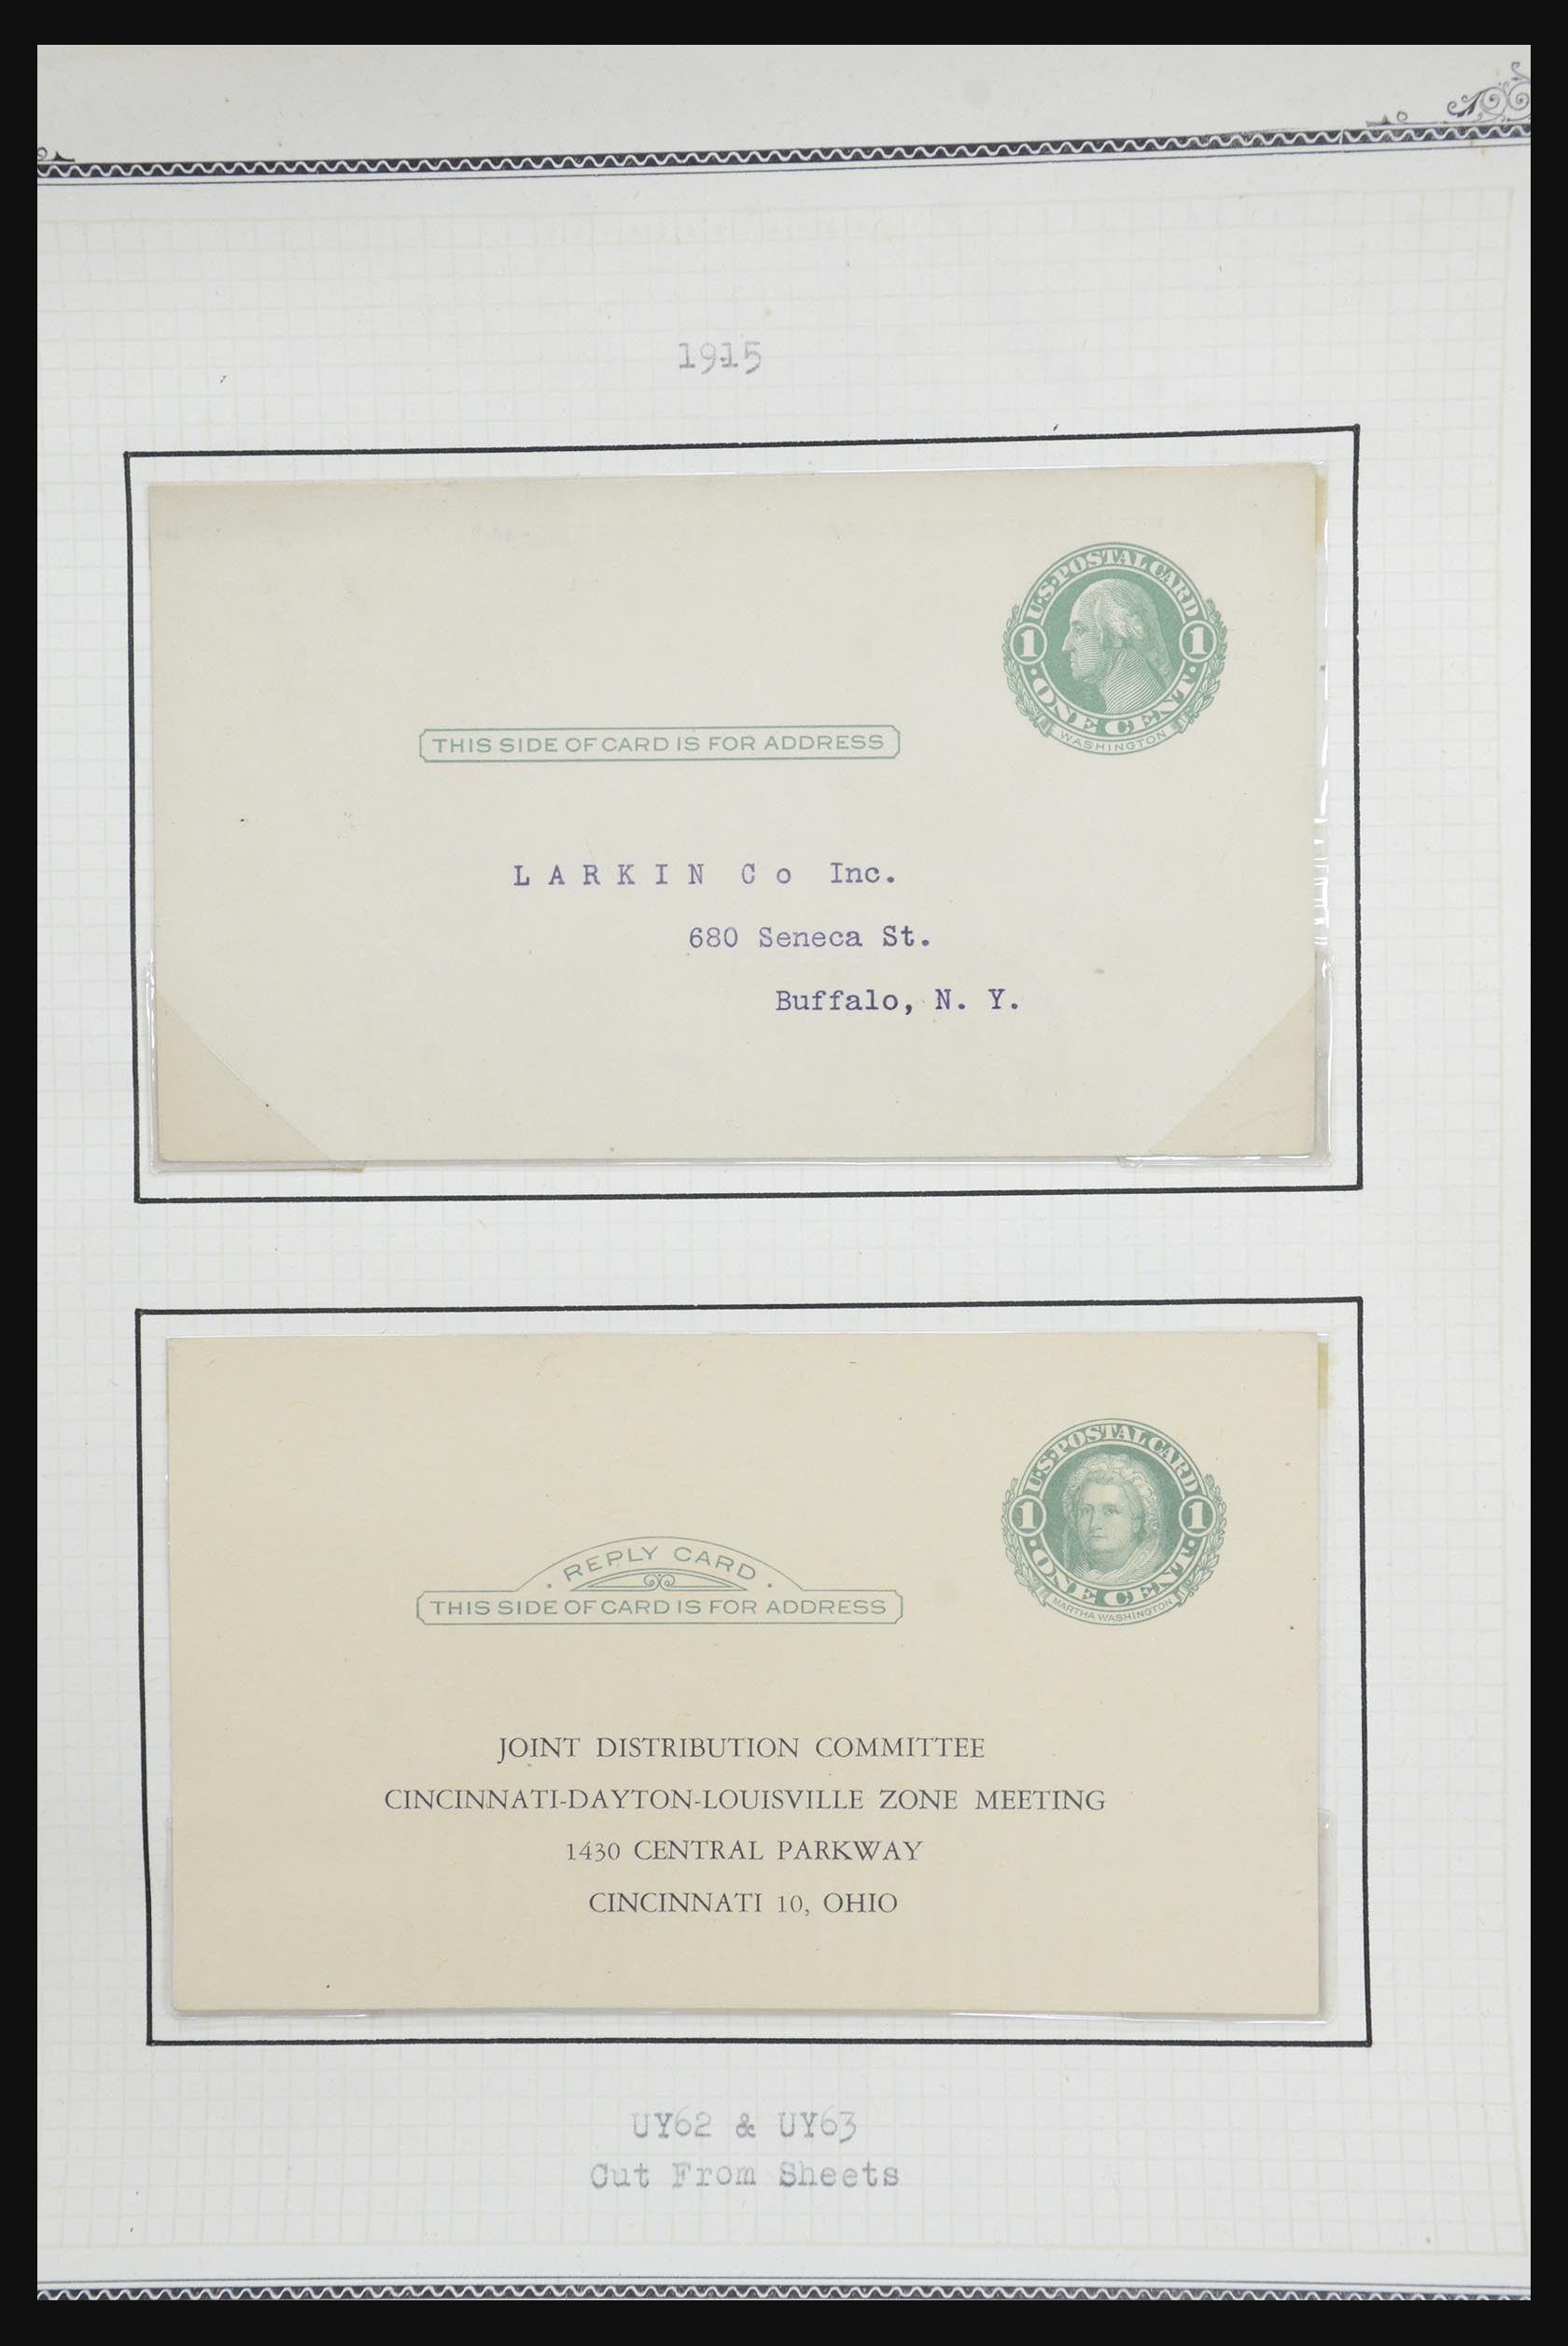 1915
U.S. POSTAL CARD
1 1
ONE CENT
WASHINGTON
THIS SIDE OF CARD IS FOR ADDRESS
L A R K I N C o Inc.
680 Seneca St.
Buffalo, N. Y.
U.S. POSTAL CARD
1 1
ONE CENT
MARTHA WASHINGTON
REPLY CARD
THIS SIDE OF CARD IS FOR ADDRESS
JOINT DISTRIBUTION COMMITTEE
CINCINNATI-DAYTON-LOUISVILLE ZONE MEETING
1430 CENTRAL PARKWAY
CINCINNATI 10, OHIO
UY62 & UY63
Cut From Sheets